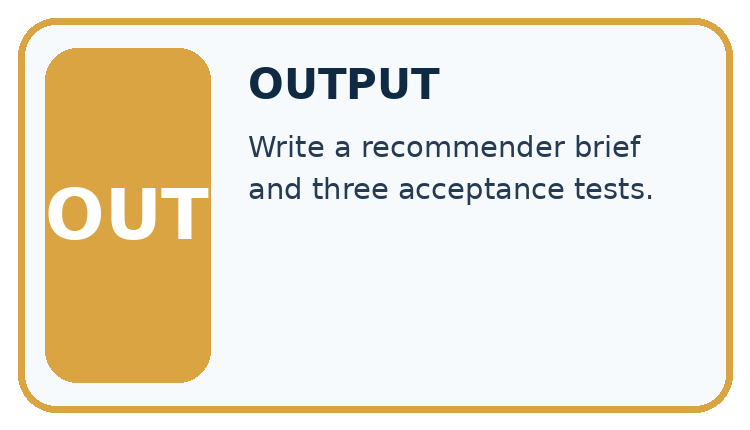 OUT
OUTPUT
Write a recommender brief
and three acceptance tests.